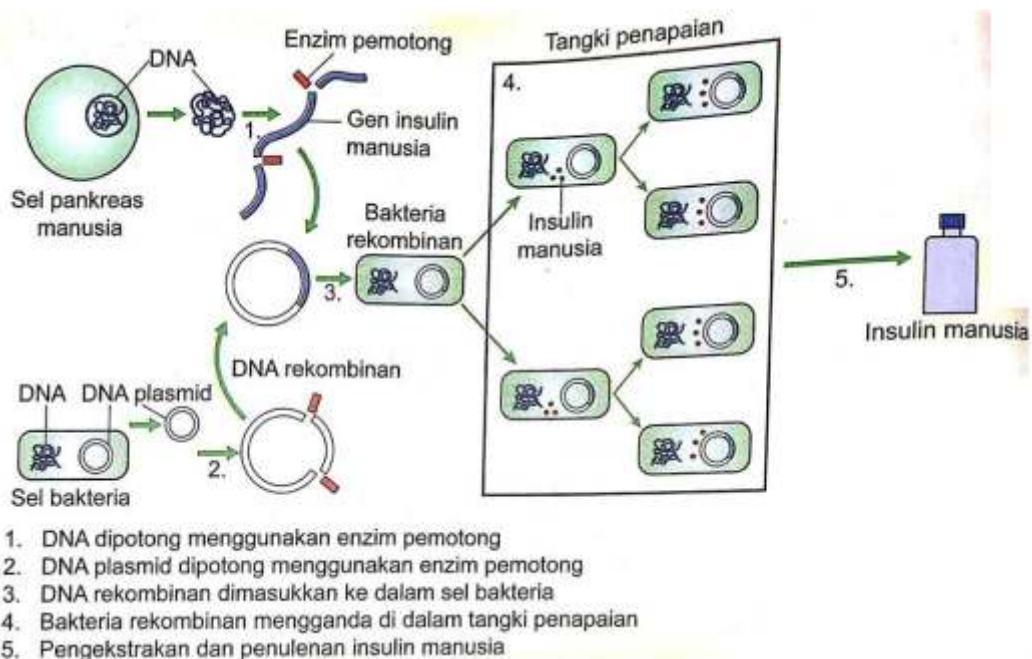 Tangki penapaian
Enzim pemotong
DNA
4.
1.
Gen insulin
manusia
Sel pankreas
manusia
Bakteria
rekombinan
Insulin
manusia
3.
5.
Insulin manusia
DNA rekombinan
DNA DNA plasmid
2.
Sel bakteria
1. DNA dipotong menggunakan enzim pemotong
2. DNA plasmid dipotong menggunakan enzim pemotong
3. DNA rekombinan dimasukkan ke dalam sel bakteria
4. Bakteria rekombinan mengganda di dalam tangki penapaian
5. Pengekstrakan dan penulenan insulin manusia